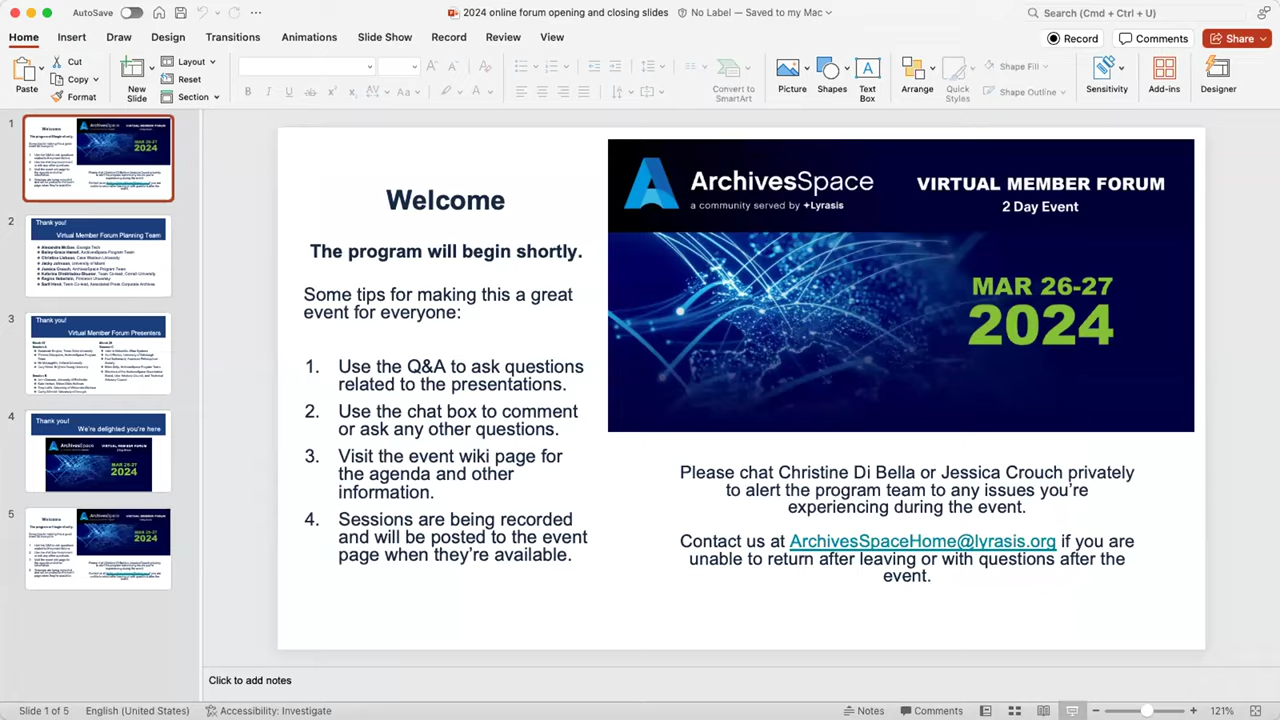 AutoSave
2024 online forum opening and closing slides
No Label — Saved to my Mac
Search (Cmd + Ctrl + U)
Home
Insert
Draw
Design
Transitions
Animations
Slide Show
Record
Review
View
Record
Comments
Share
Paste
Cut
Copy
Format
New
Slide
Layout
Reset
Section
Convert to
SmartArt
Picture
Shapes
Text
Box
Arrange
Quick
Styles
Shape Fill
Shape Outline
Sensitivity
Add-ins
Designer
1
2
Thank you!
Virtual Member Forum Planning Team
3
Thank you!
Virtual Member Forum Presenters
4
Thank you!
We're delighted you're here
5
Welcome
The program will begin shortly.
Some tips for making this a great
event for everyone:
1. Use the Q&A to ask questions
related to the presentations.
2. Use the chat box to comment
or ask any other questions.
3. Visit the event wiki page for
the agenda and other
information.
4. Sessions are being recorded
and will be posted to the event
page when they're available.
ArchivesSpace
a community served by Lyrasis
VIRTUAL MEMBER FORUM
2 Day Event
MAR 26-27
2024
Please chat Christine Di Bella or Jessica Crouch privately
to alert the program team to any issues you're
experiencing during the event.
Contact us at ArchivesSpaceHome@lyrasis.org if you are
unable to return after leaving or with questions after the
event.
Click to add notes
Slide 1 of 5
English (United States)
Accessibility: Investigate
Notes
Comments
121%